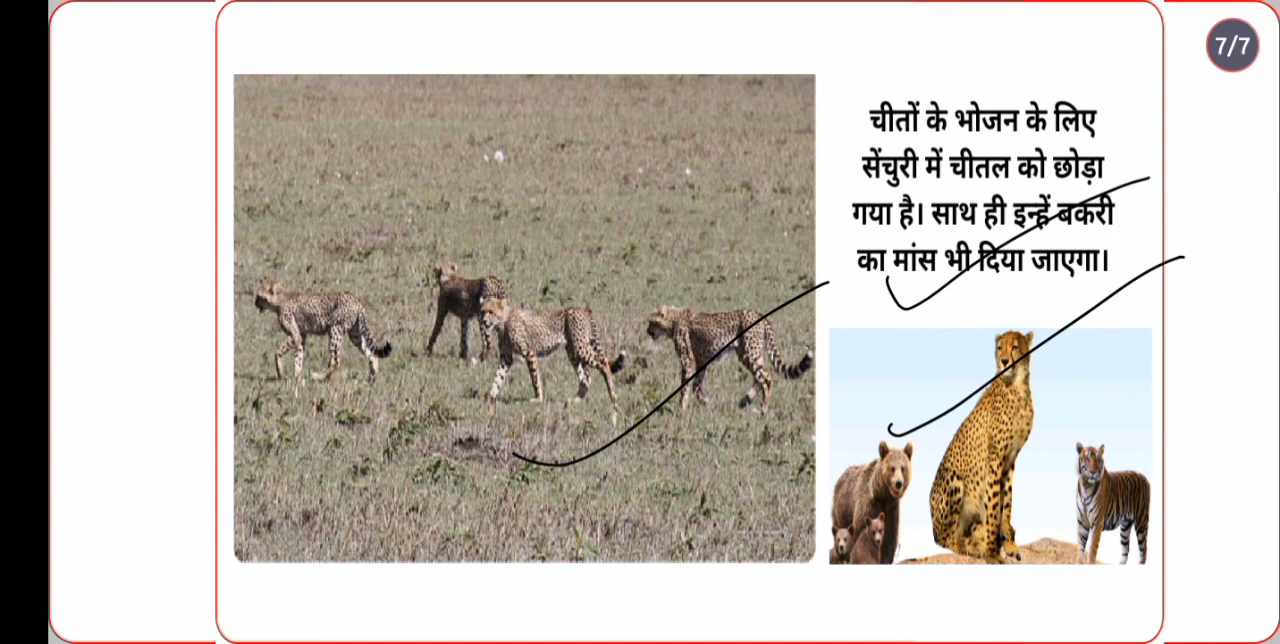 7/7
चीतों के भोजन के लिए
सेंचुरी में चीतल को छोड़ा
गया है। साथ ही इन्हें बकरी
का मांस भी दिया जाएगा।